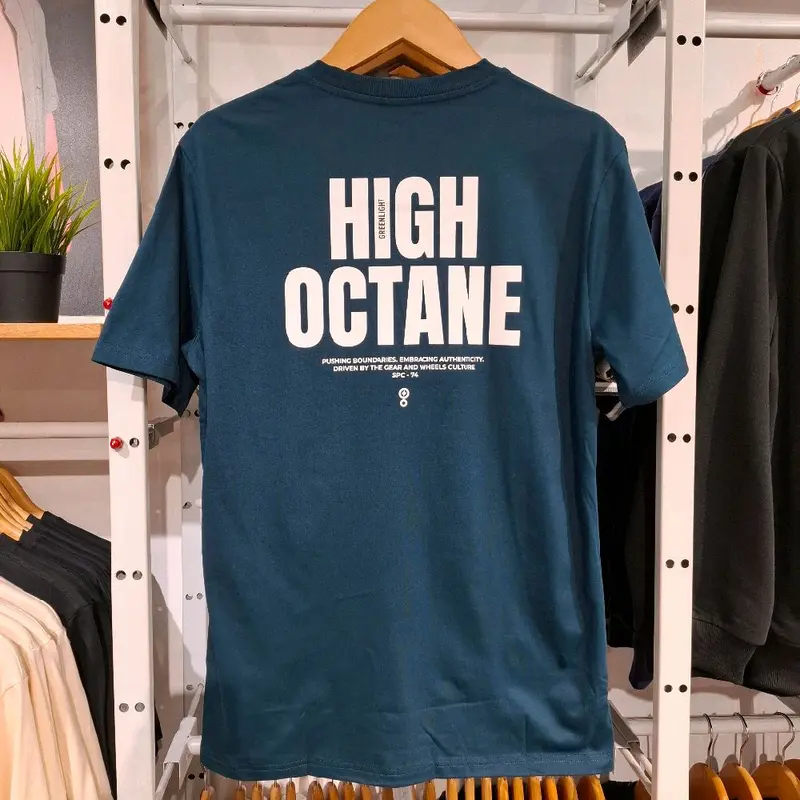 HIGH
GREENLIGHT
OCTANE
PUSHING BOUNDARIES. EMBRACING AUTHENTICITY.
DRIVEN BY THE GEAR AND WHEELS CULTURE
SPC - 74